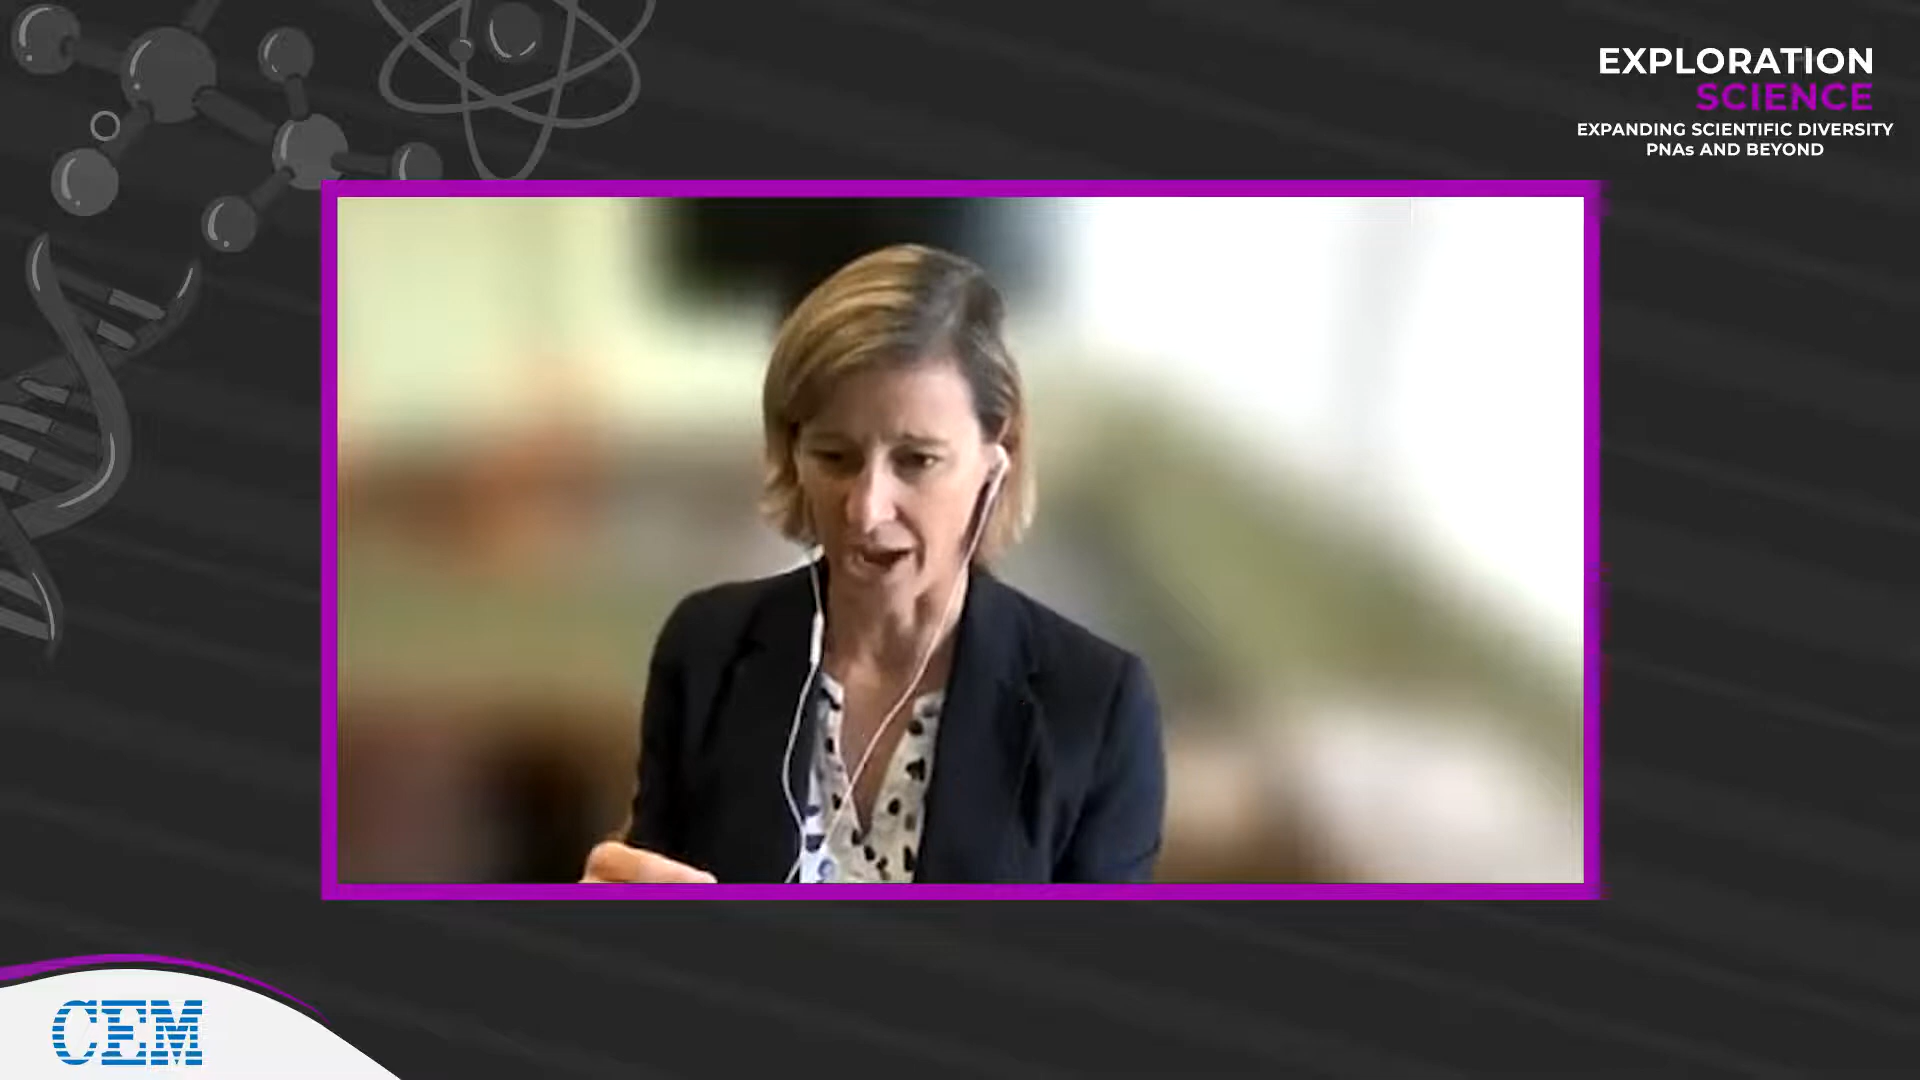 EXPLORATION
SCIENCE
EXPANDING SCIENTIFIC DIVERSITY
PNAs AND BEYOND
CEM